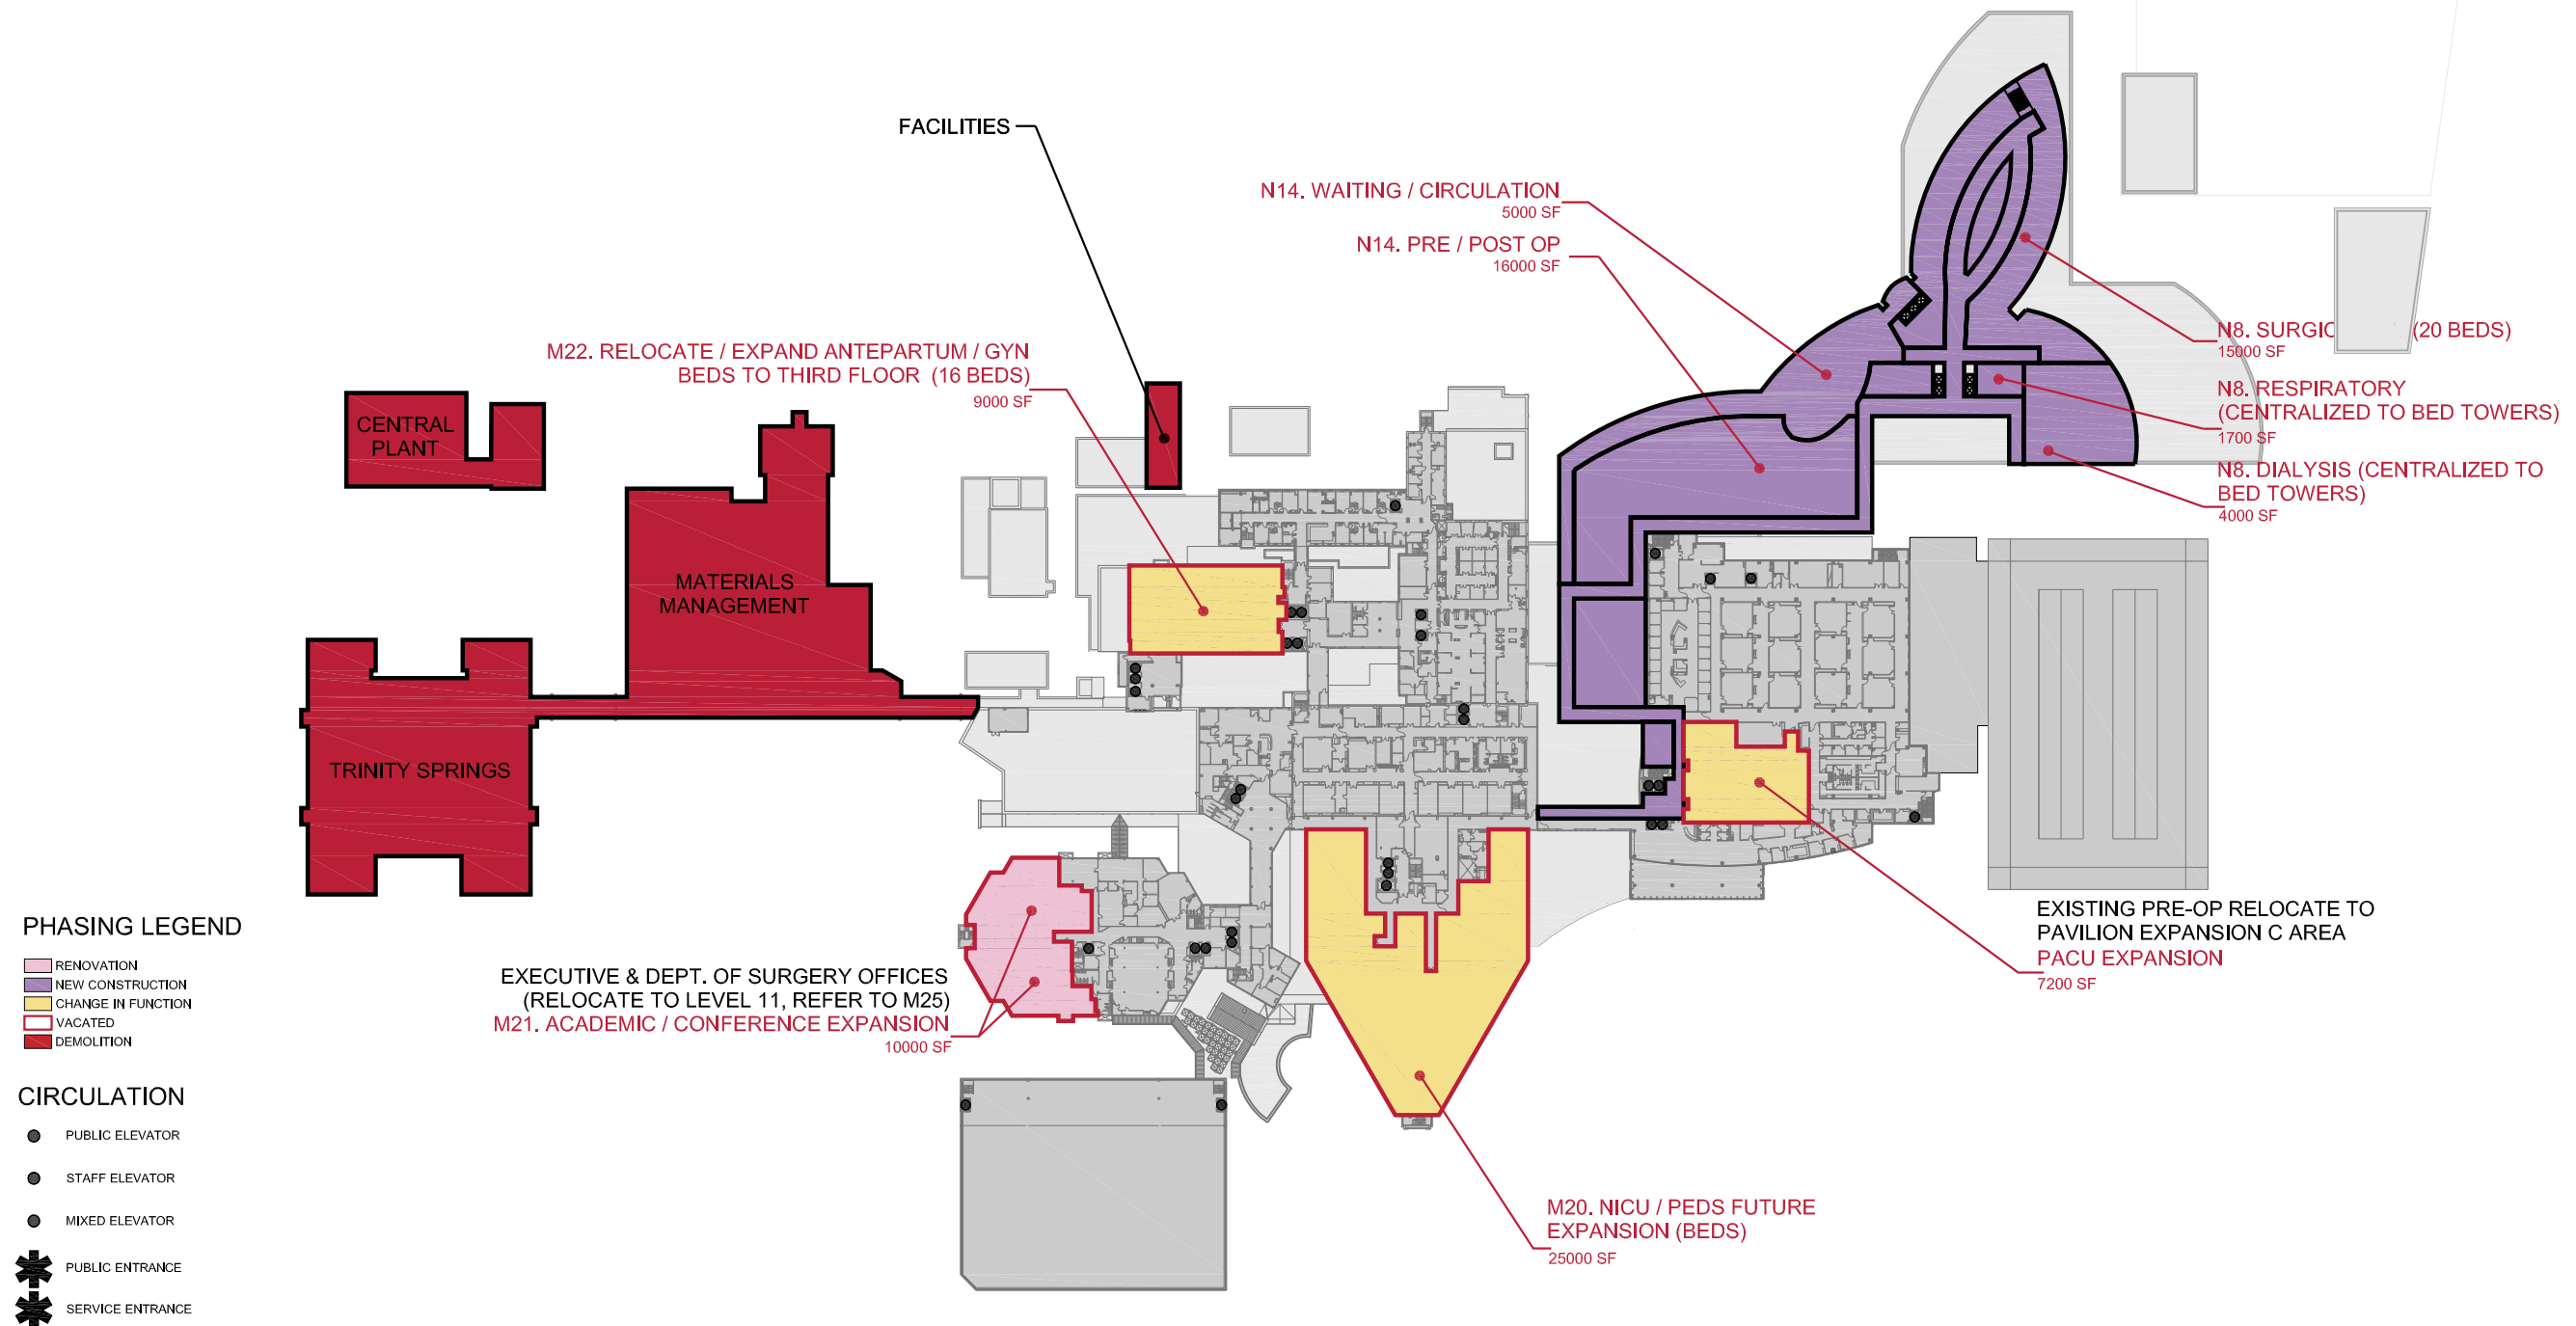 FACILITIES
N14. WAITING / CIRCULATION
5000 SF
N14. PRE / POST OP
16000 SF
M22. RELOCATE / EXPAND ANTEPARTUM / GYN
BEDS TO THIRD FLOOR (16 BEDS)
9000 SF
N8. (20 BEDS)
15000 SF
N8. RESPIRATORY
(CENTRALIZED TO BED TOWERS)
1700 SF
N8. DIALYSIS (CENTRALIZED TO
BED TOWERS)
4000 SF
CENTRAL
PLANT
MATERIALS
MANAGEMENT
TRINITY SPRINGS
EXISTING PRE-OP RELOCATE TO
PAVILION EXPANSION C AREA
PACU EXPANSION
7200 SF
EXECUTIVE & DEPT. OF SURGERY OFFICES
(RELOCATE TO LEVEL 11, REFER TO M25)
M21. ACADEMIC / CONFERENCE EXPANSION
10000 SF
M20. NICU / PEDS FUTURE
EXPANSION (BEDS)
25000 SF
PHASING LEGEND
RENOVATION
NEW CONSTRUCTION
CHANGE IN FUNCTION
VACATED
DEMOLITION
CIRCULATION
PUBLIC ELEVATOR
STAFF ELEVATOR
MIXED ELEVATOR
PUBLIC ENTRANCE
SERVICE ENTRANCE